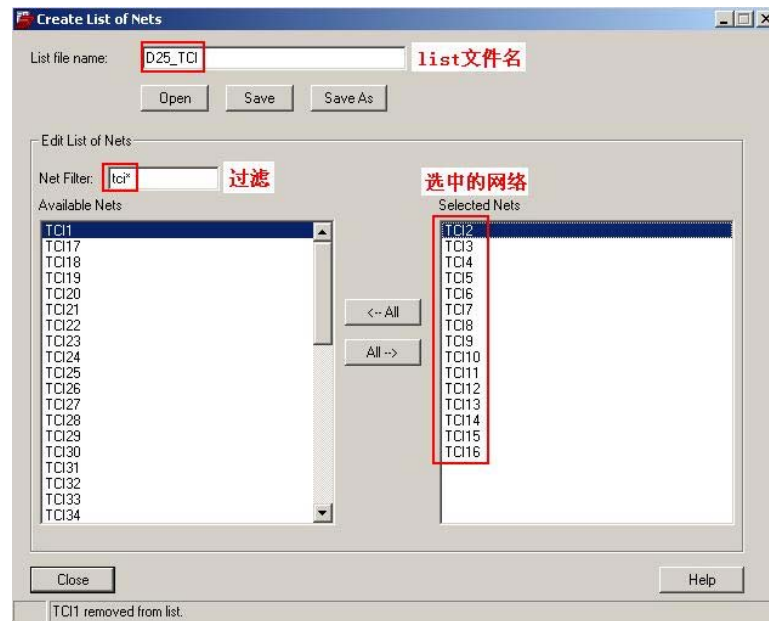 Create List of Nets
List file name: D25_TCI list文件名
Open Save Save As
Edit List of Nets
Net Filter: tci* 过滤 选中的网络
Available Nets Selected Nets
TCI1 TCI2
TCI17 TCI3
TCI18 TCI4
TCI19 TCI5
TCI20 TCI6
TCI21 TCI7
TCI22 TCI8
TCI23 TCI9
TCI24 TCI10
TCI25 TCI11
TCI26 TCI12
TCI27 TCI13
TCI28 TCI14
TCI29 TCI15
TCI30 TCI16
TCI31
TCI32
TCI33
TCI34
<-- All
All -->
Close Help
TCI1 removed from list.